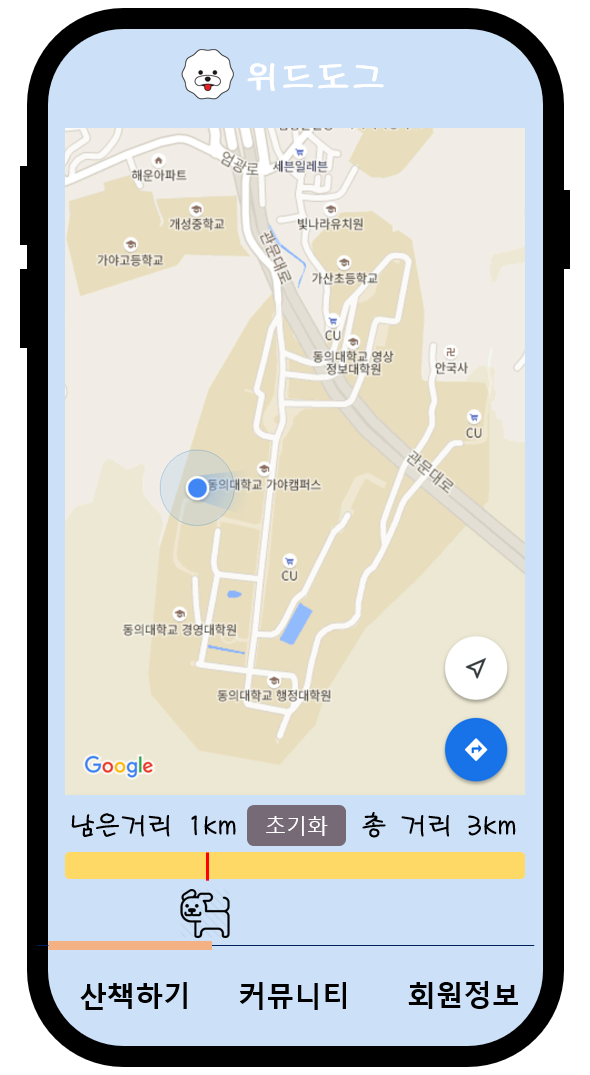 위드도그
엄광로
세븐일레븐
해운아파트
개성중학교
빛나라유치원
가야고등학교
관문대로
가산초등학교
CU
동의대학교 영상
정보대학원
안국사
CU
관문대로
동의대학교 가야캠퍼스
CU
동의대학교 경영대학원
동의대학교 행정대학원
Google
남은거리 1km 초기화 총 거리 3km
산책하기 커뮤니티 회원정보